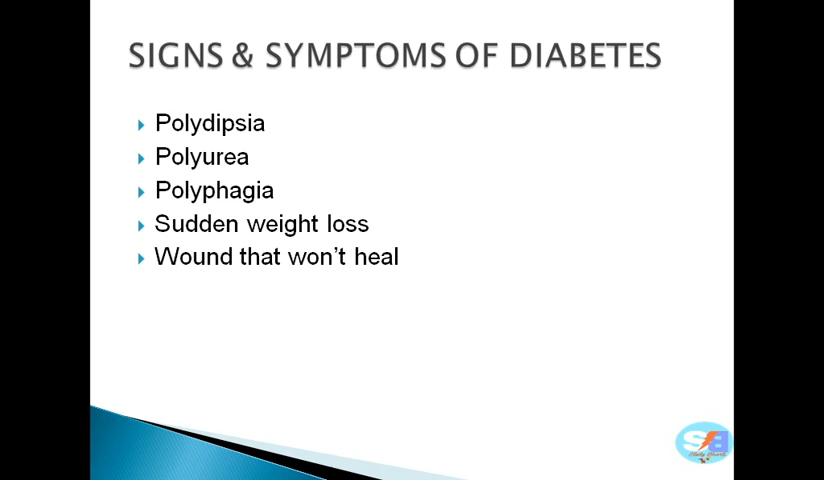 SIGNS & SYMPTOMS OF DIABETES
Polydipsia
Polyurea
Polyphagia
Sudden weight loss
Wound that won't heal